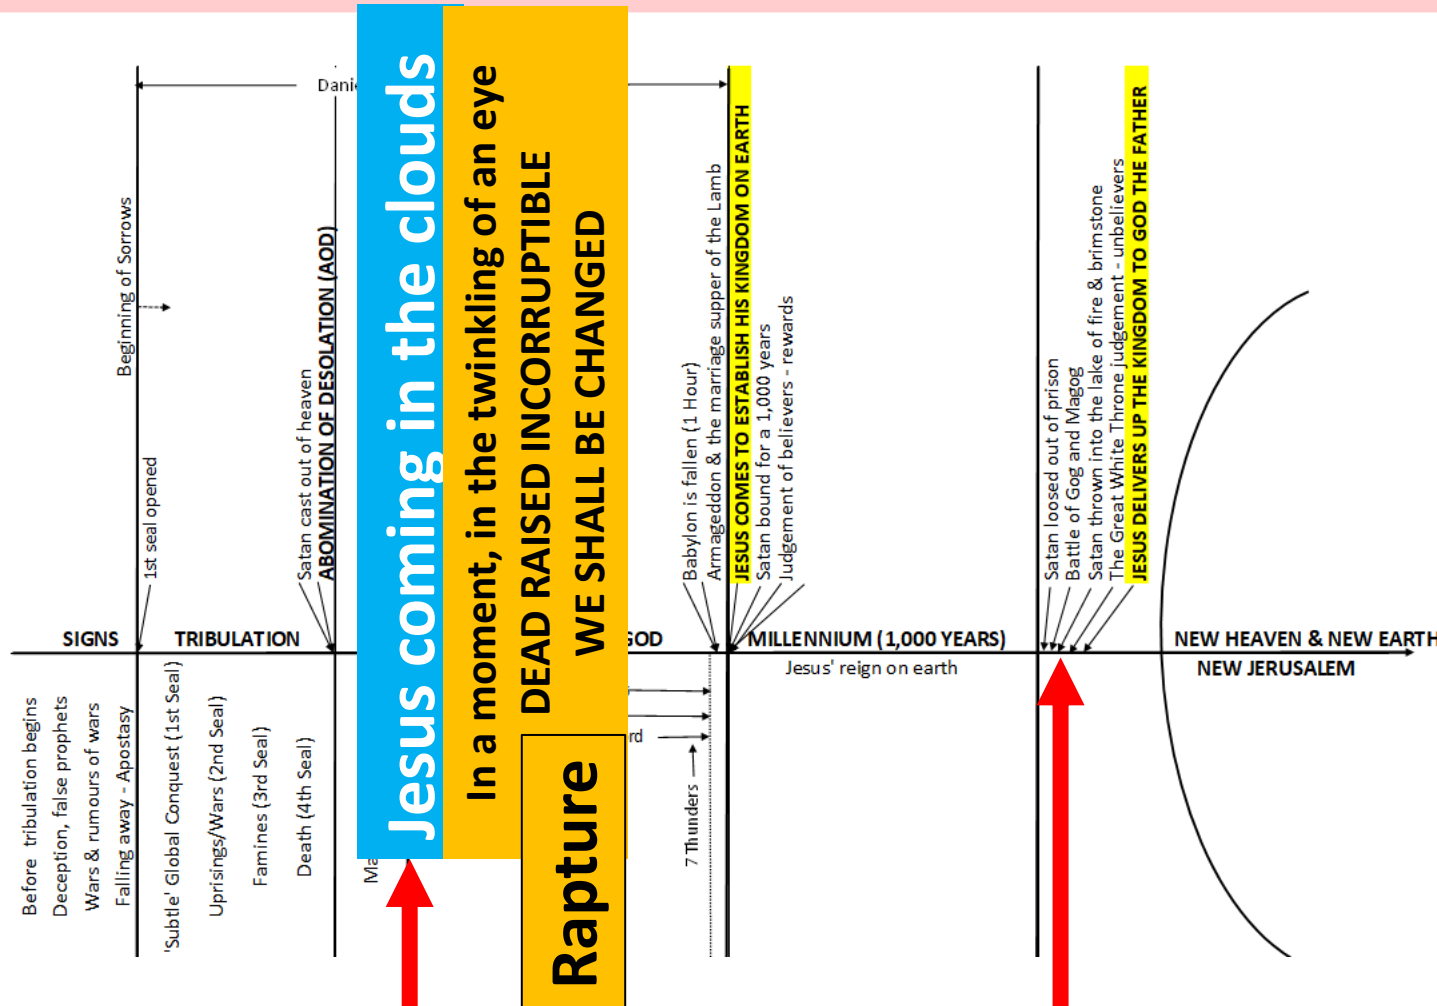 Dani
Beginning of Sorrows
1st seal opened
Satan cast out of heaven
ABOMINATION OF DESOLATION (AOD)
Jesus coming in the clouds
In a moment, in the twinkling of an eye
DEAD RAISED INCORRUPTIBLE
WE SHALL BE CHANGED
Rapture
Babylon is fallen (1 Hour)
Armageddon & the marriage supper of the Lamb
JESUS COMES TO ESTABLISH HIS KINGDOM ON EARTH
Satan bound for a 1,000 years
Judgement of believers - rewards
Satan loosed out of prison
Battle of Gog and Magog
Satan thrown into the lake of fire & brimstone
The Great White Throne judgement - unbelievers
JESUS DELIVERS UP THE KINGDOM TO GOD THE FATHER
SIGNS
TRIBULATION
GOD
MILLENNIUM (1,000 YEARS)
Jesus' reign on earth
NEW HEAVEN & NEW EARTH
NEW JERUSALEM
Before tribulation begins
Deception, false prophets
Wars & rumours of wars
Falling away - Apostasy
'Subtle' Global Conquest (1st Seal)
Uprisings/Wars (2nd Seal)
Famines (3rd Seal)
Death (4th Seal)
Ma
rd
7 Thunders